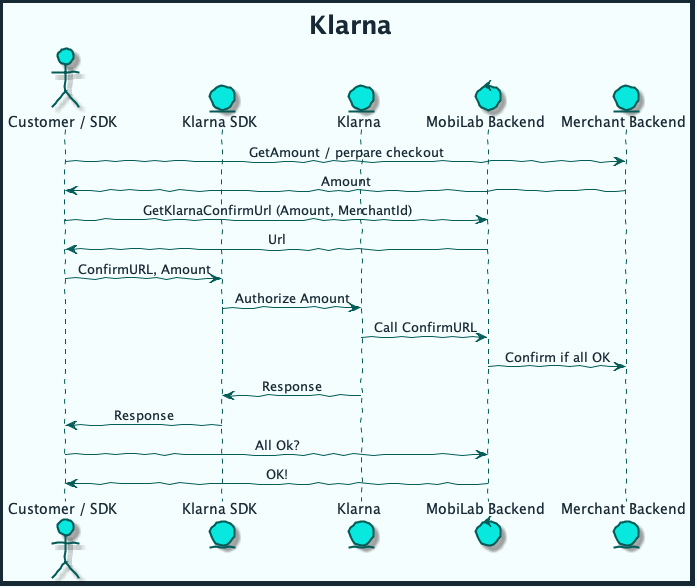 Klarna
Customer / SDK
Klarna SDK
Klarna
MobiLab Backend
Merchant Backend
GetAmount / perpare checkout
Amount
GetKlarnaConfirmUrl (Amount, MerchantId)
Url
ConfirmURL, Amount
Authorize Amount
Call ConfirmURL
Confirm if all OK
Response
Response
All Ok?
OK!
Customer / SDK
Klarna SDK
Klarna
MobiLab Backend
Merchant Backend